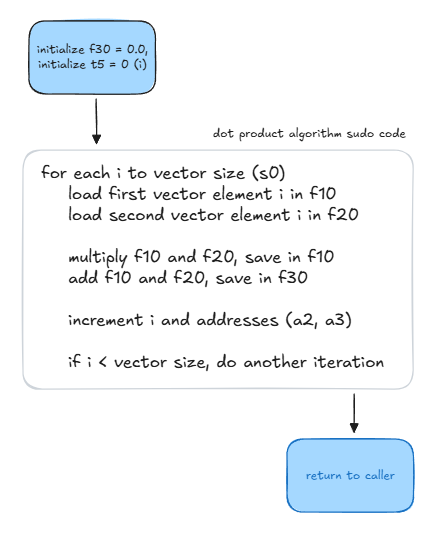 initialize f30 = 0.0,
initialize t5 = 0 (i)
dot product algorithm sudo code
for each i to vector size (s0)
load first vector element i in f10
load second vector element i in f20
multiply f10 and f20, save in f10
add f10 and f20, save in f30
increment i and addresses (a2, a3)
if i < vector size, do another iteration
return to caller